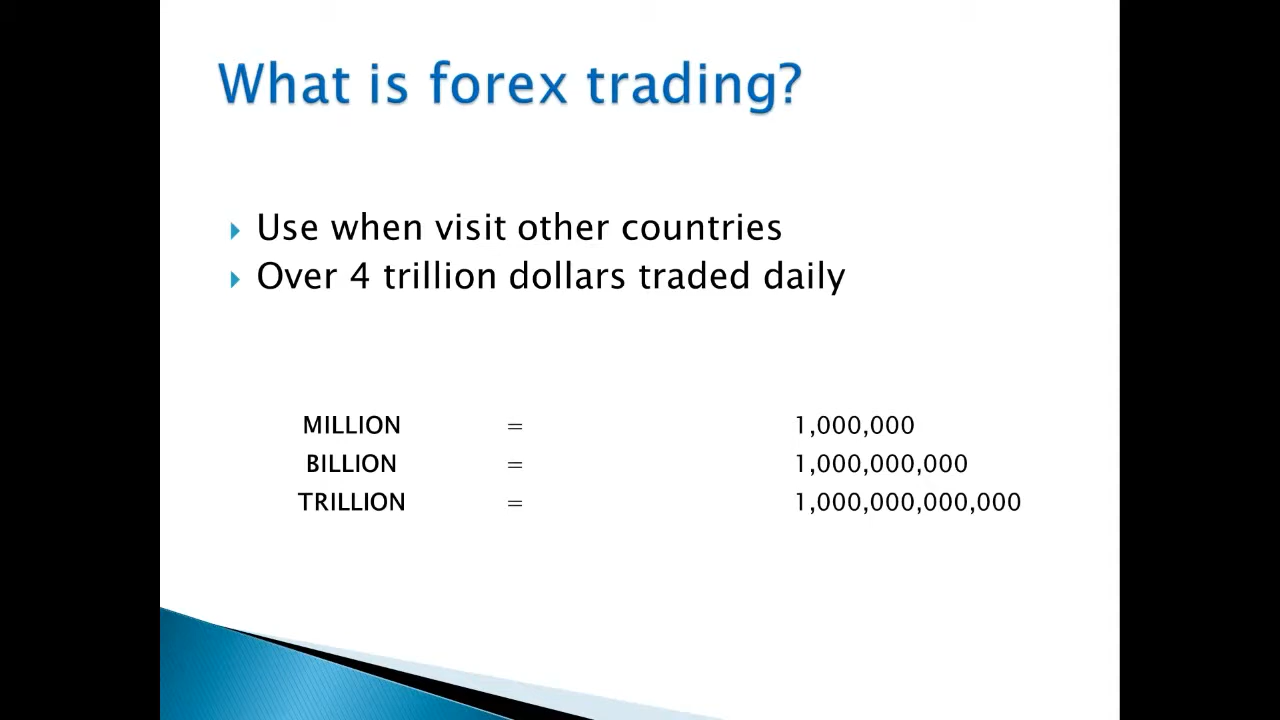 What is forex trading?
Use when visit other countries
Over 4 trillion dollars traded daily
MILLION = 1,000,000
BILLION = 1,000,000,000
TRILLION = 1,000,000,000,000